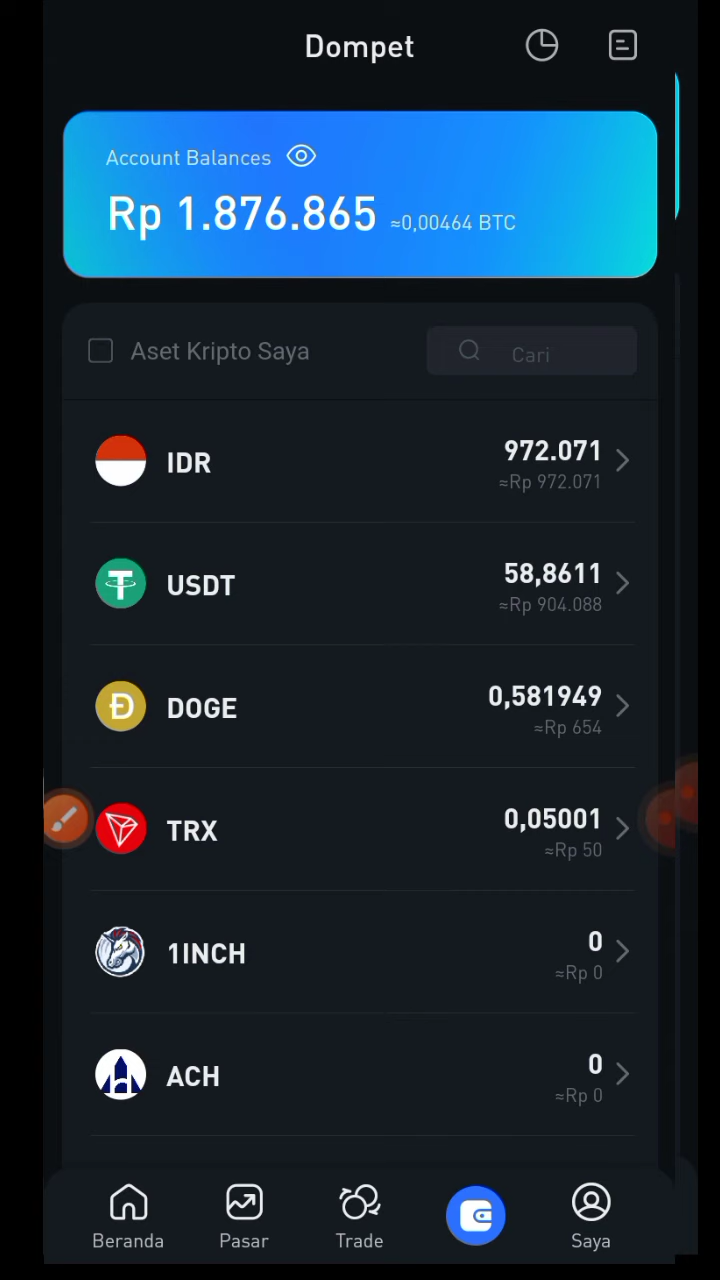 Dompet
Account Balances
Rp 1.876.865 ≈0,00464 BTC
Aset Kripto Saya
Cari
IDR
972.071
≈Rp 972.071
USDT
58,8611
≈Rp 904.088
DOGE
0,581949
≈Rp 654
TRX
0,05001
≈Rp 50
1INCH
0
≈Rp 0
ACH
0
≈Rp 0
Beranda
Pasar
Trade
Saya